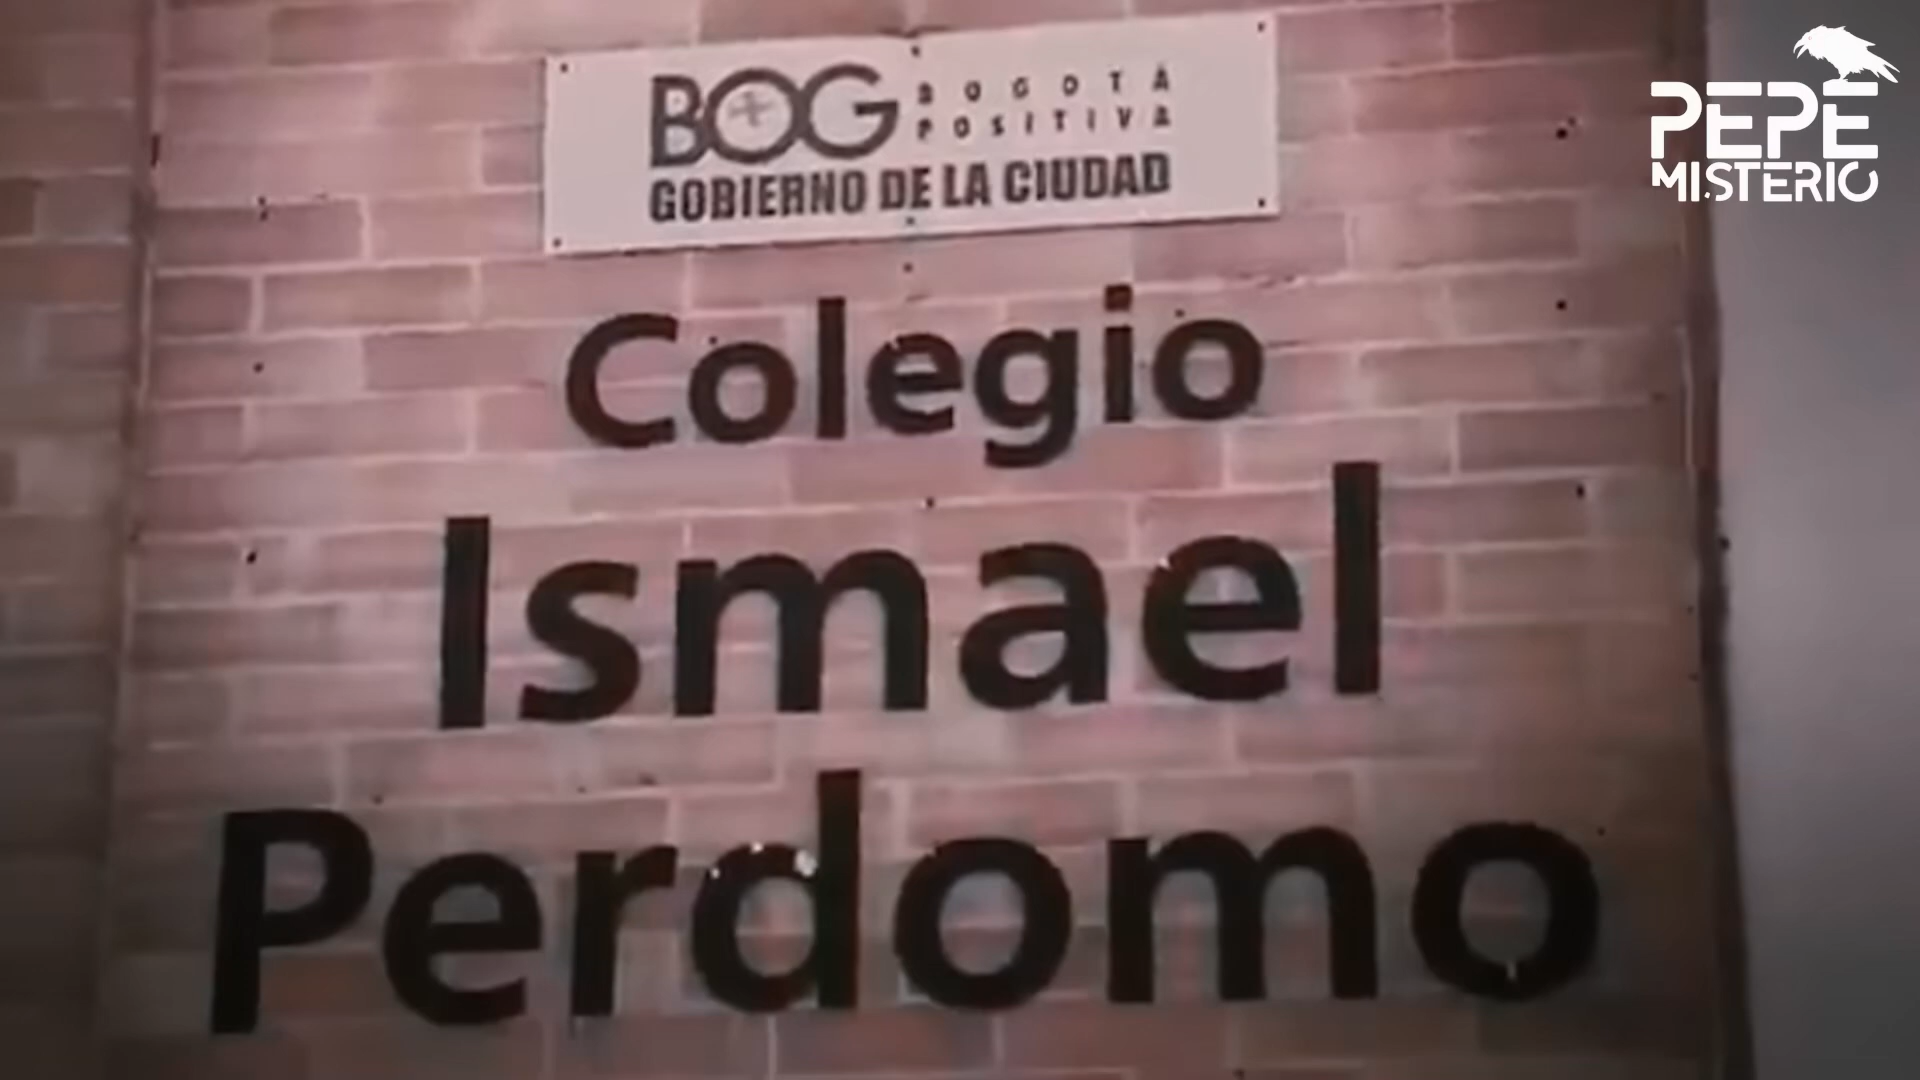 BOG BOGOTÁ
POSITIVA
GOBIERNO DE LA CIUDAD
Colegio
Ismael
Perdomo
PEPE
MISTERIO